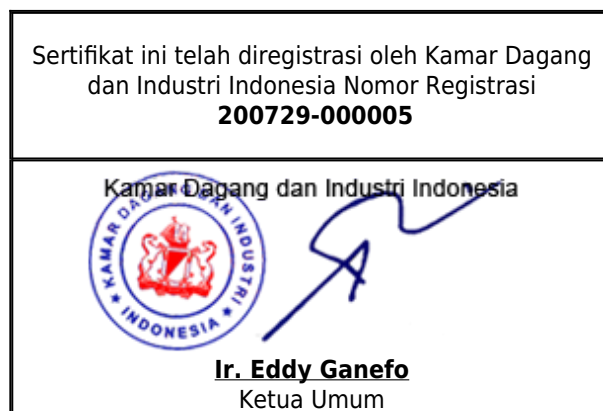 Sertifikat ini telah diregistrasi oleh Kamar Dagang
dan Industri Indonesia Nomor Registrasi
200729-000005
Kamar Dagang dan Industri Indonesia
KAMAR DAGANG DAN INDUSTRI
INDONESIA
Ir. Eddy Ganefo
Ketua Umum